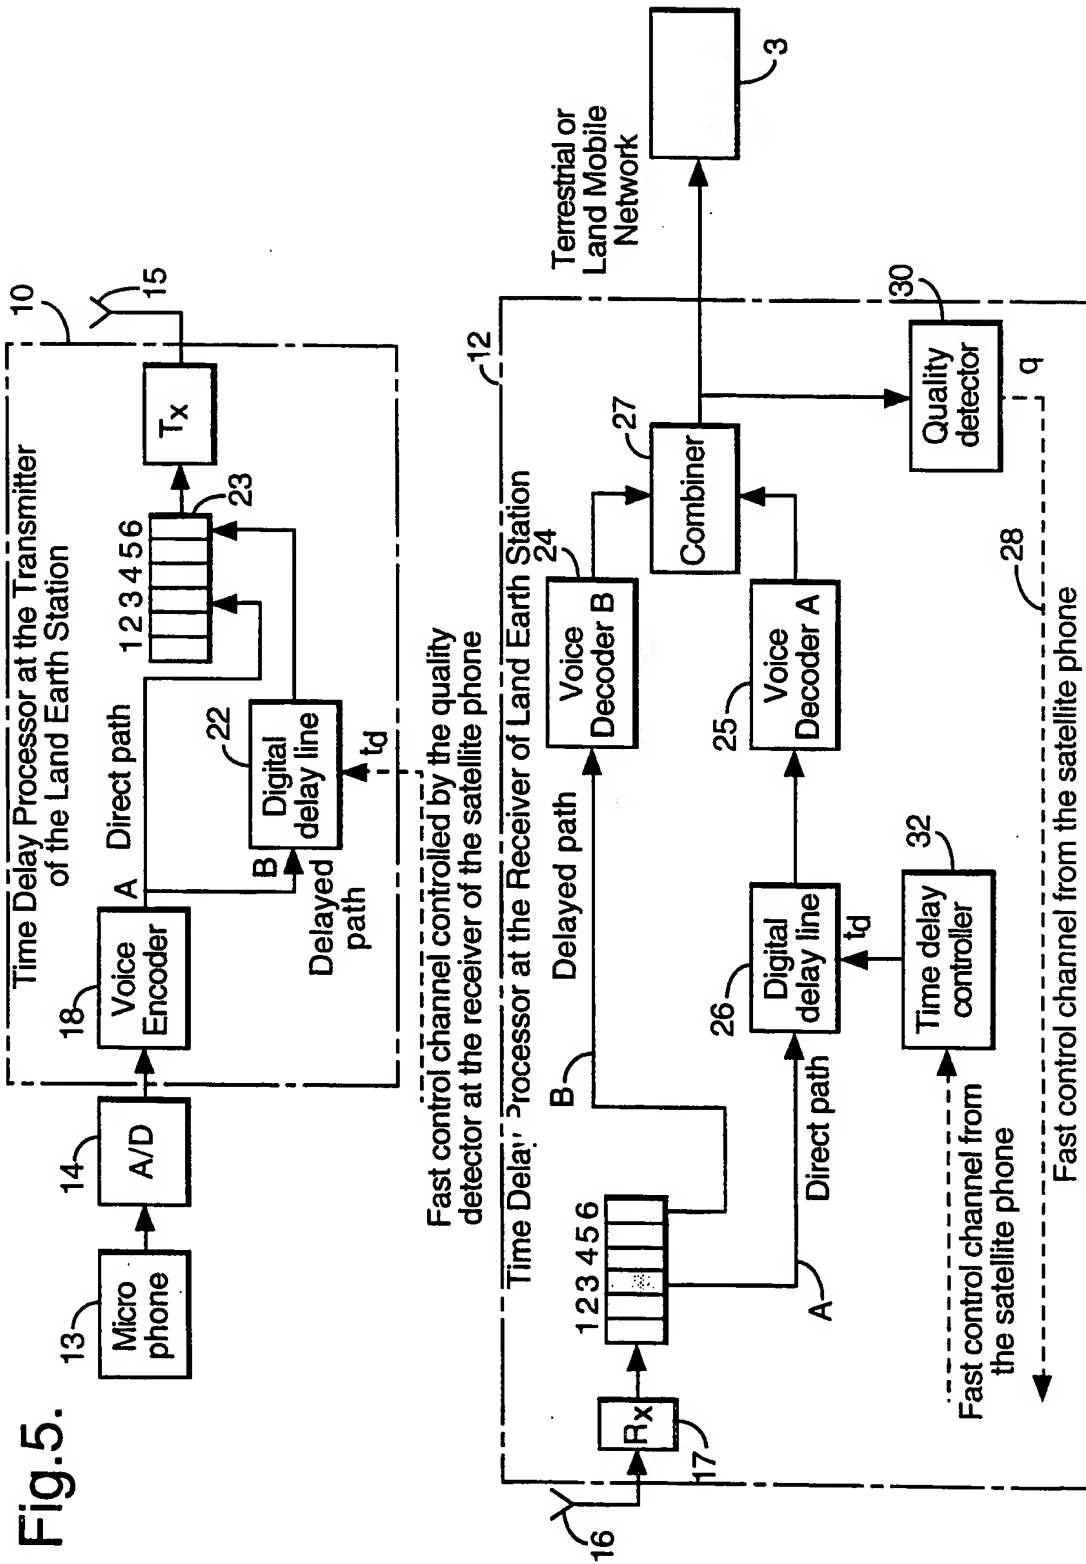 Fig.5.
Time Delay Processor at the Transmitter
of the Land Earth Station
10
15
13
Micro
phone
14
A/D
18
Voice
Encoder
A
Direct path
B
Delayed
path
22
Digital
delay line
td
1 2 3 4 5 6
23
Tx
Fast control channel controlled by the quality
detector at the receiver of the satellite phone
Time Delay Processor at the Receiver of Land Earth Station
12
16
Rx
17
1 2 3 4 5 6
B
Delayed path
A
Direct path
24
Voice
Decoder B
25
Voice
Decoder A
26
Digital
delay line
td
32
Time delay
controller
27
Combiner
30
Quality
detector
q
Terrestrial or
Land Mobile
Network
3
Fast control channel from
the satellite phone
28
Fast control channel from the satellite phone